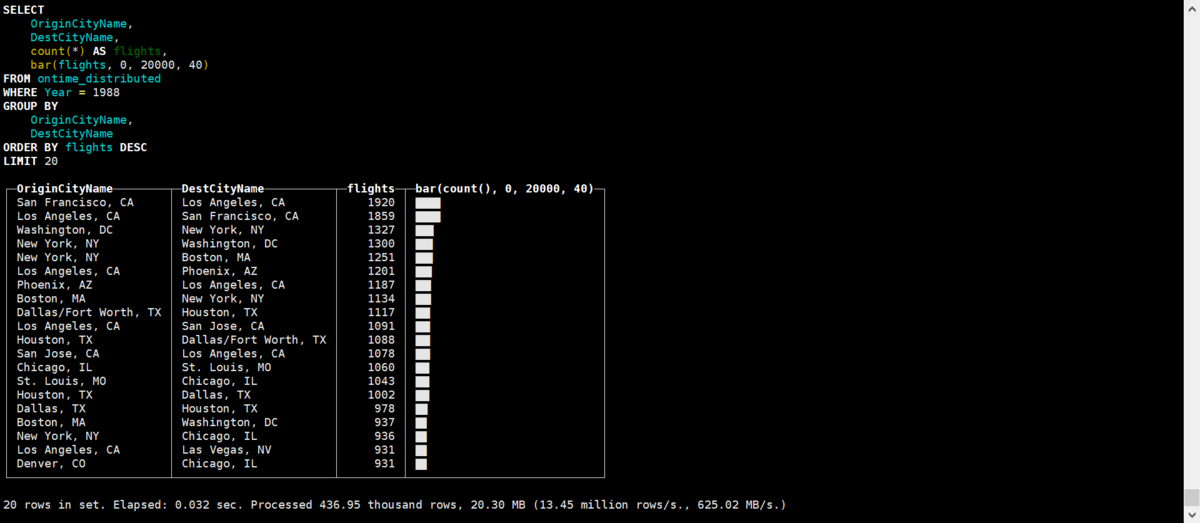 SELECT
OriginCityName,
DestCityName,
count(*) AS flights,
bar(flights, 0, 20000, 40)
FROM ontime_distributed
WHERE Year = 1988
GROUP BY
OriginCityName,
DestCityName
ORDER BY flights DESC
LIMIT 20
OriginCityName DestCityName flights bar(count(), 0, 20000, 40)
San Francisco, CA Los Angeles, CA 1920
Los Angeles, CA San Francisco, CA 1859
Washington, DC New York, NY 1327
New York, NY Washington, DC 1300
New York, NY Boston, MA 1251
Los Angeles, CA Phoenix, AZ 1201
Phoenix, AZ Los Angeles, CA 1187
Boston, MA New York, NY 1134
Dallas/Fort Worth, TX Houston, TX 1117
Los Angeles, CA San Jose, CA 1091
Houston, TX Dallas/Fort Worth, TX 1088
San Jose, CA Los Angeles, CA 1078
Chicago, IL St. Louis, MO 1060
St. Louis, MO Chicago, IL 1043
Houston, TX Dallas, TX 1002
Dallas, TX Houston, TX 978
Boston, MA Washington, DC 937
New York, NY Chicago, IL 936
Los Angeles, CA Las Vegas, NV 931
Denver, CO Chicago, IL 931
20 rows in set. Elapsed: 0.032 sec. Processed 436.95 thousand rows, 20.30 MB (13.45 million rows/s., 625.02 MB/s.)